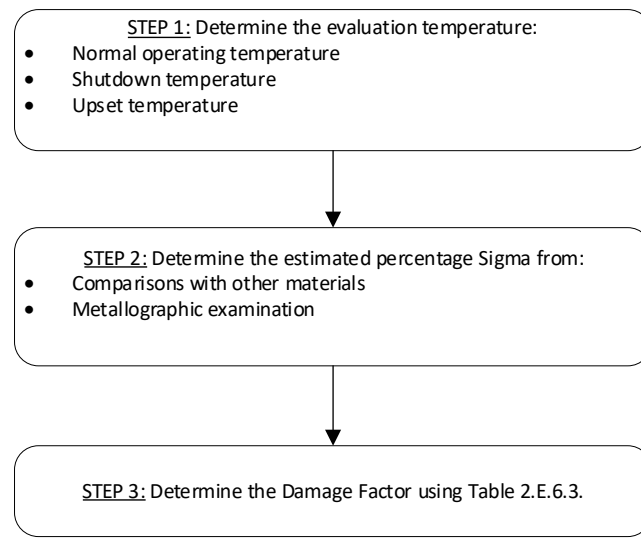 STEP 1: Determine the evaluation temperature:
• Normal operating temperature
• Shutdown temperature
• Upset temperature
STEP 2: Determine the estimated percentage Sigma from:
• Comparisons with other materials
• Metallographic examination
STEP 3: Determine the Damage Factor using Table 2.E.6.3.